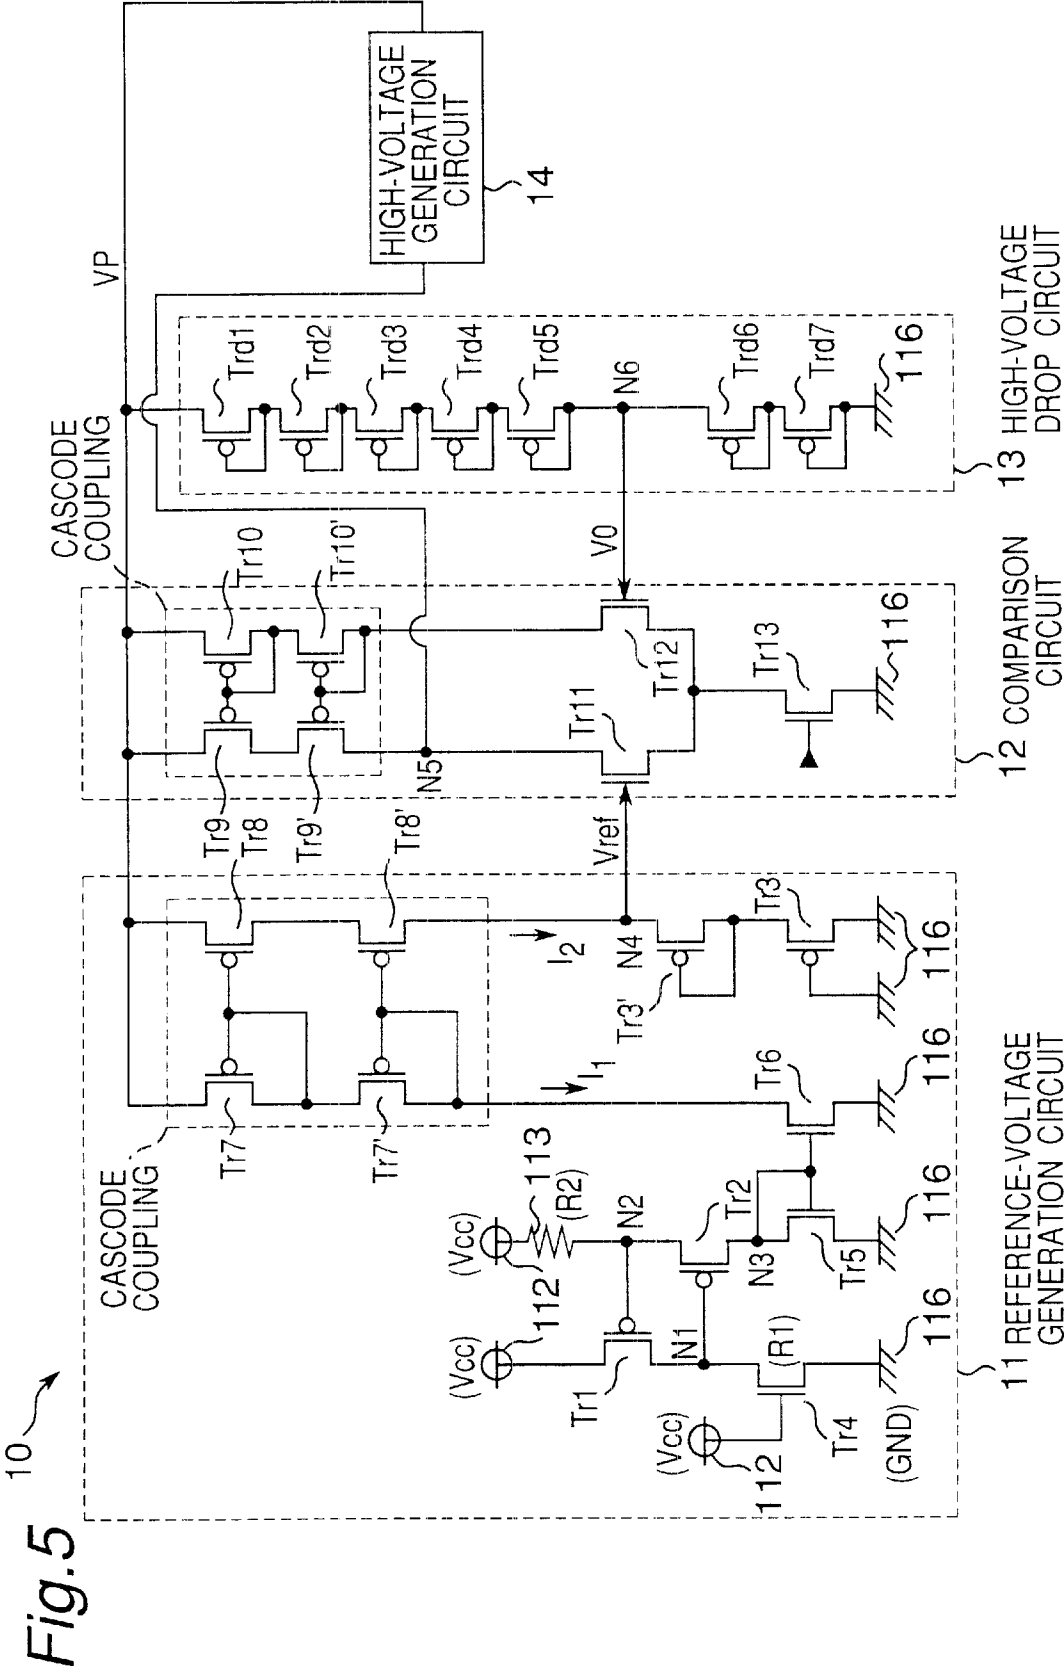 Fig.5
10
VP
HIGH-VOLTAGE
GENERATION
CIRCUIT
14
CASCODE
COUPLING
Tr7
Tr8
Tr7'
Tr8'
I1
I2
(Vcc)
112
(Vcc)
113
(R2)
N2
Tr1
N1
Tr2
N3
(Vcc)
112
Tr4
(R1)
(GND)
Tr5
Tr6
116
116
116
N4
Vref
Tr3'
Tr3
116
11 REFERENCE-VOLTAGE
GENERATION CIRCUIT
CASCODE
COUPLING
Tr9
Tr10
Tr9'
Tr10'
N5
Tr11
Tr12
V0
Tr13
116
12 COMPARISON
CIRCUIT
Trd1
Trd2
Trd3
Trd4
Trd5
N6
Trd6
Trd7
116
13 HIGH-VOLTAGE
DROP CIRCUIT